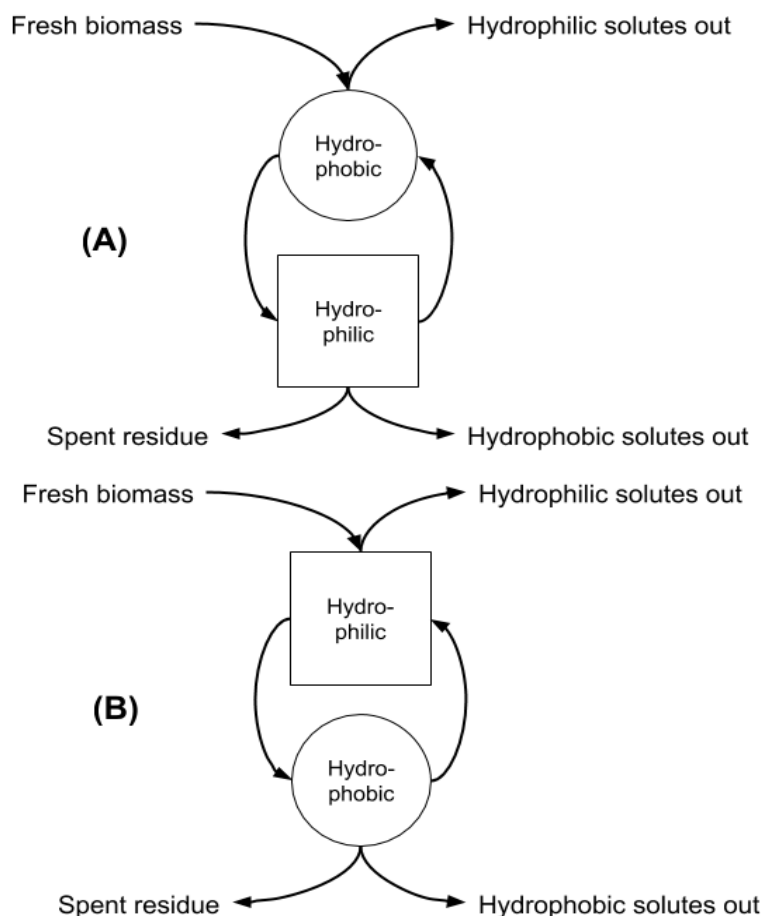 Fresh biomass
Hydrophilic solutes out
Hydro-
phobic
(A)
Hydro-
philic
Spent residue
Hydrophobic solutes out
Fresh biomass
Hydrophilic solutes out
Hydro-
philic
(B)
Hydro-
phobic
Spent residue
Hydrophobic solutes out